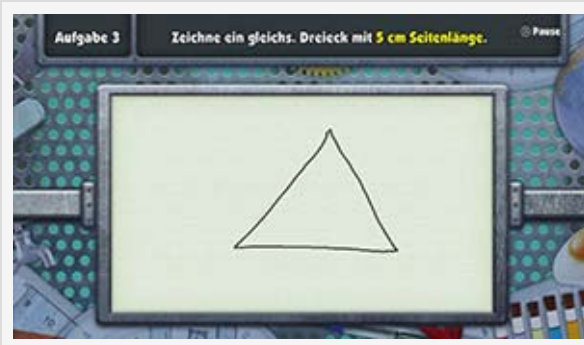 Aufgabe 3
Zeichne ein gleichs. Dreieck mit 5 cm Seitenlänge.
Pause